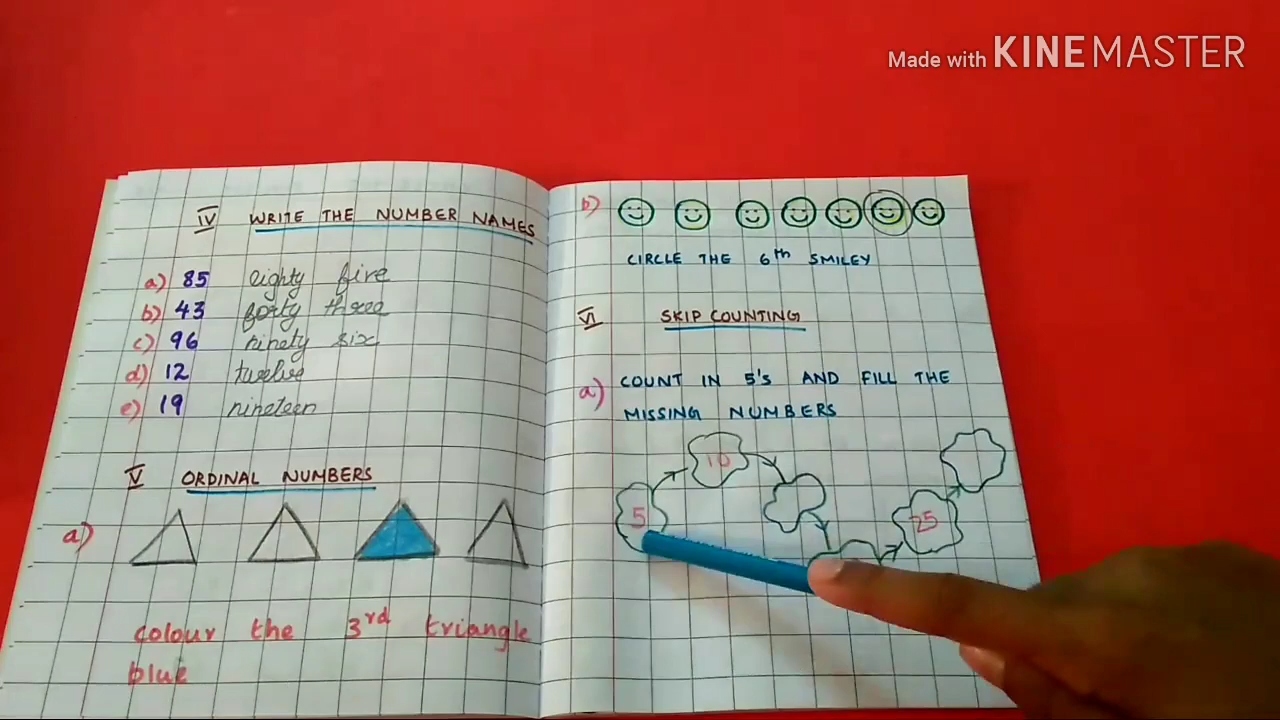 Made with KINEMASTER
IV WRITE THE NUMBER NAMES
a) 85 eighty five
b) 43 forty three
c) 96 ninety six
d) 12 twelve
e) 19 nineteen
V ORDINAL NUMBERS
a)
colour the 3rd triangle
blue
b)
CIRCLE THE 6th SMILEY
VI SKIP COUNTING
a) COUNT IN 5's AND FILL THE
MISSING NUMBERS
5 10 25